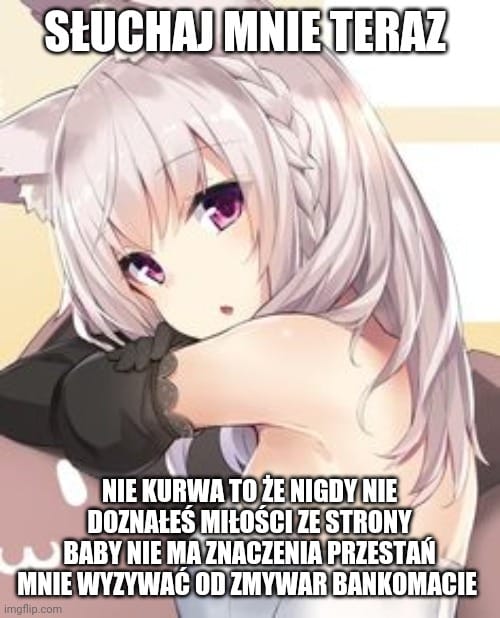 SŁUCHAJ MNIE TERAZ
NIE KURWA TO ŻE NIGDY NIE
DOZNAŁEŚ MIŁOŚCI ZE STRONY
BABY NIE MA ZNACZENIA PRZESTAŃ
MNIE WYZYWAĆ OD ZMYWAR BANKOMACIE
imgflip.com